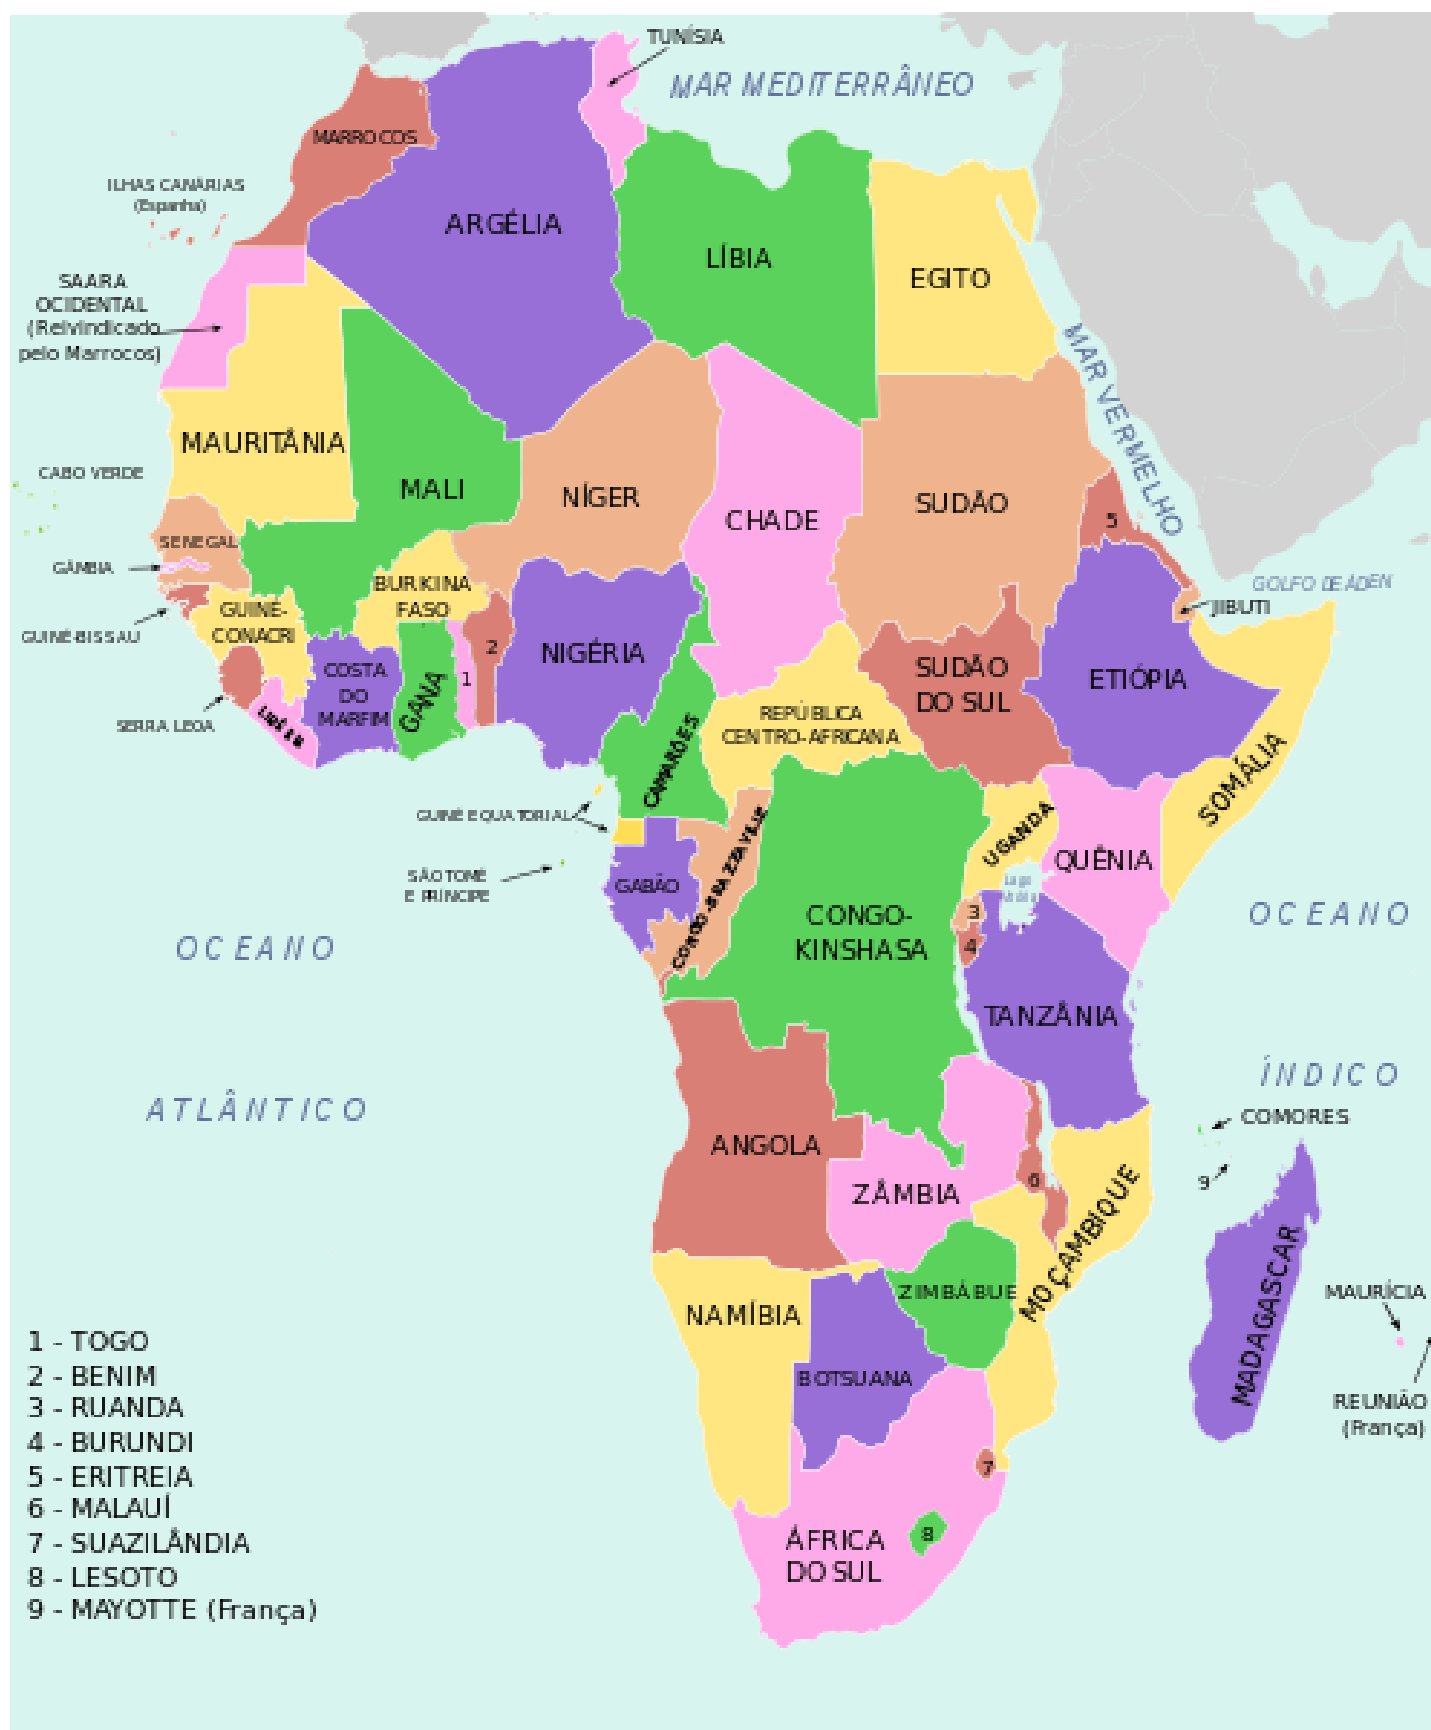 TUNÍSIA
MAR MEDITERRÂNEO
MARROCOS
ILHAS CANÁRIAS
(Espanha)
ARGÉLIA
LÍBIA
EGITO
SAARA
OCIDENTAL
(Reivindicado
pelo Marrocos)
MAR VERMELHO
MAURITÂNIA
CABO VERDE
MALI
NÍGER
CHADE
SUDÃO
5
SENEGAL
GÂMBIA
BURKINA
FASO
GOLFO DE ÁDEN
JIBUTI
GUINÉ-
CONACRI
GUINÉ-BISSAU
NIGÉRIA
2
1
COSTA
DO
MARFIM
GANA
SUDÃO
DO SUL
ETIÓPIA
SERRA LEOA
LIBÉRIA
REPÚBLICA
CENTRO-AFRICANA
CAMARÕES
SOMÁLIA
GUINÉ EQUATORIAL
UGANDA
QUÊNIA
SÃO TOMÉ
E PRÍNCIPE
GABÃO
CONGO-BRAZZAVILLE
CONGO-
KINSHASA
Lago
3
4
OCEANO
OCEANO
TANZÂNIA
ÍNDICO
ATLÂNTICO
COMORES
ANGOLA
ZÂMBIA
6
9
MOÇAMBIQUE
MADAGASCAR
NAMÍBIA
ZIMBÁBUE
MAURÍCIA
BOTSUANA
REUNIÃO
(França)
7
8
ÁFRICA
DO SUL
1 - TOGO
2 - BENIM
3 - RUANDA
4 - BURUNDI
5 - ERITREIA
6 - MALAUÍ
7 - SUAZILÂNDIA
8 - LESOTO
9 - MAYOTTE (França)